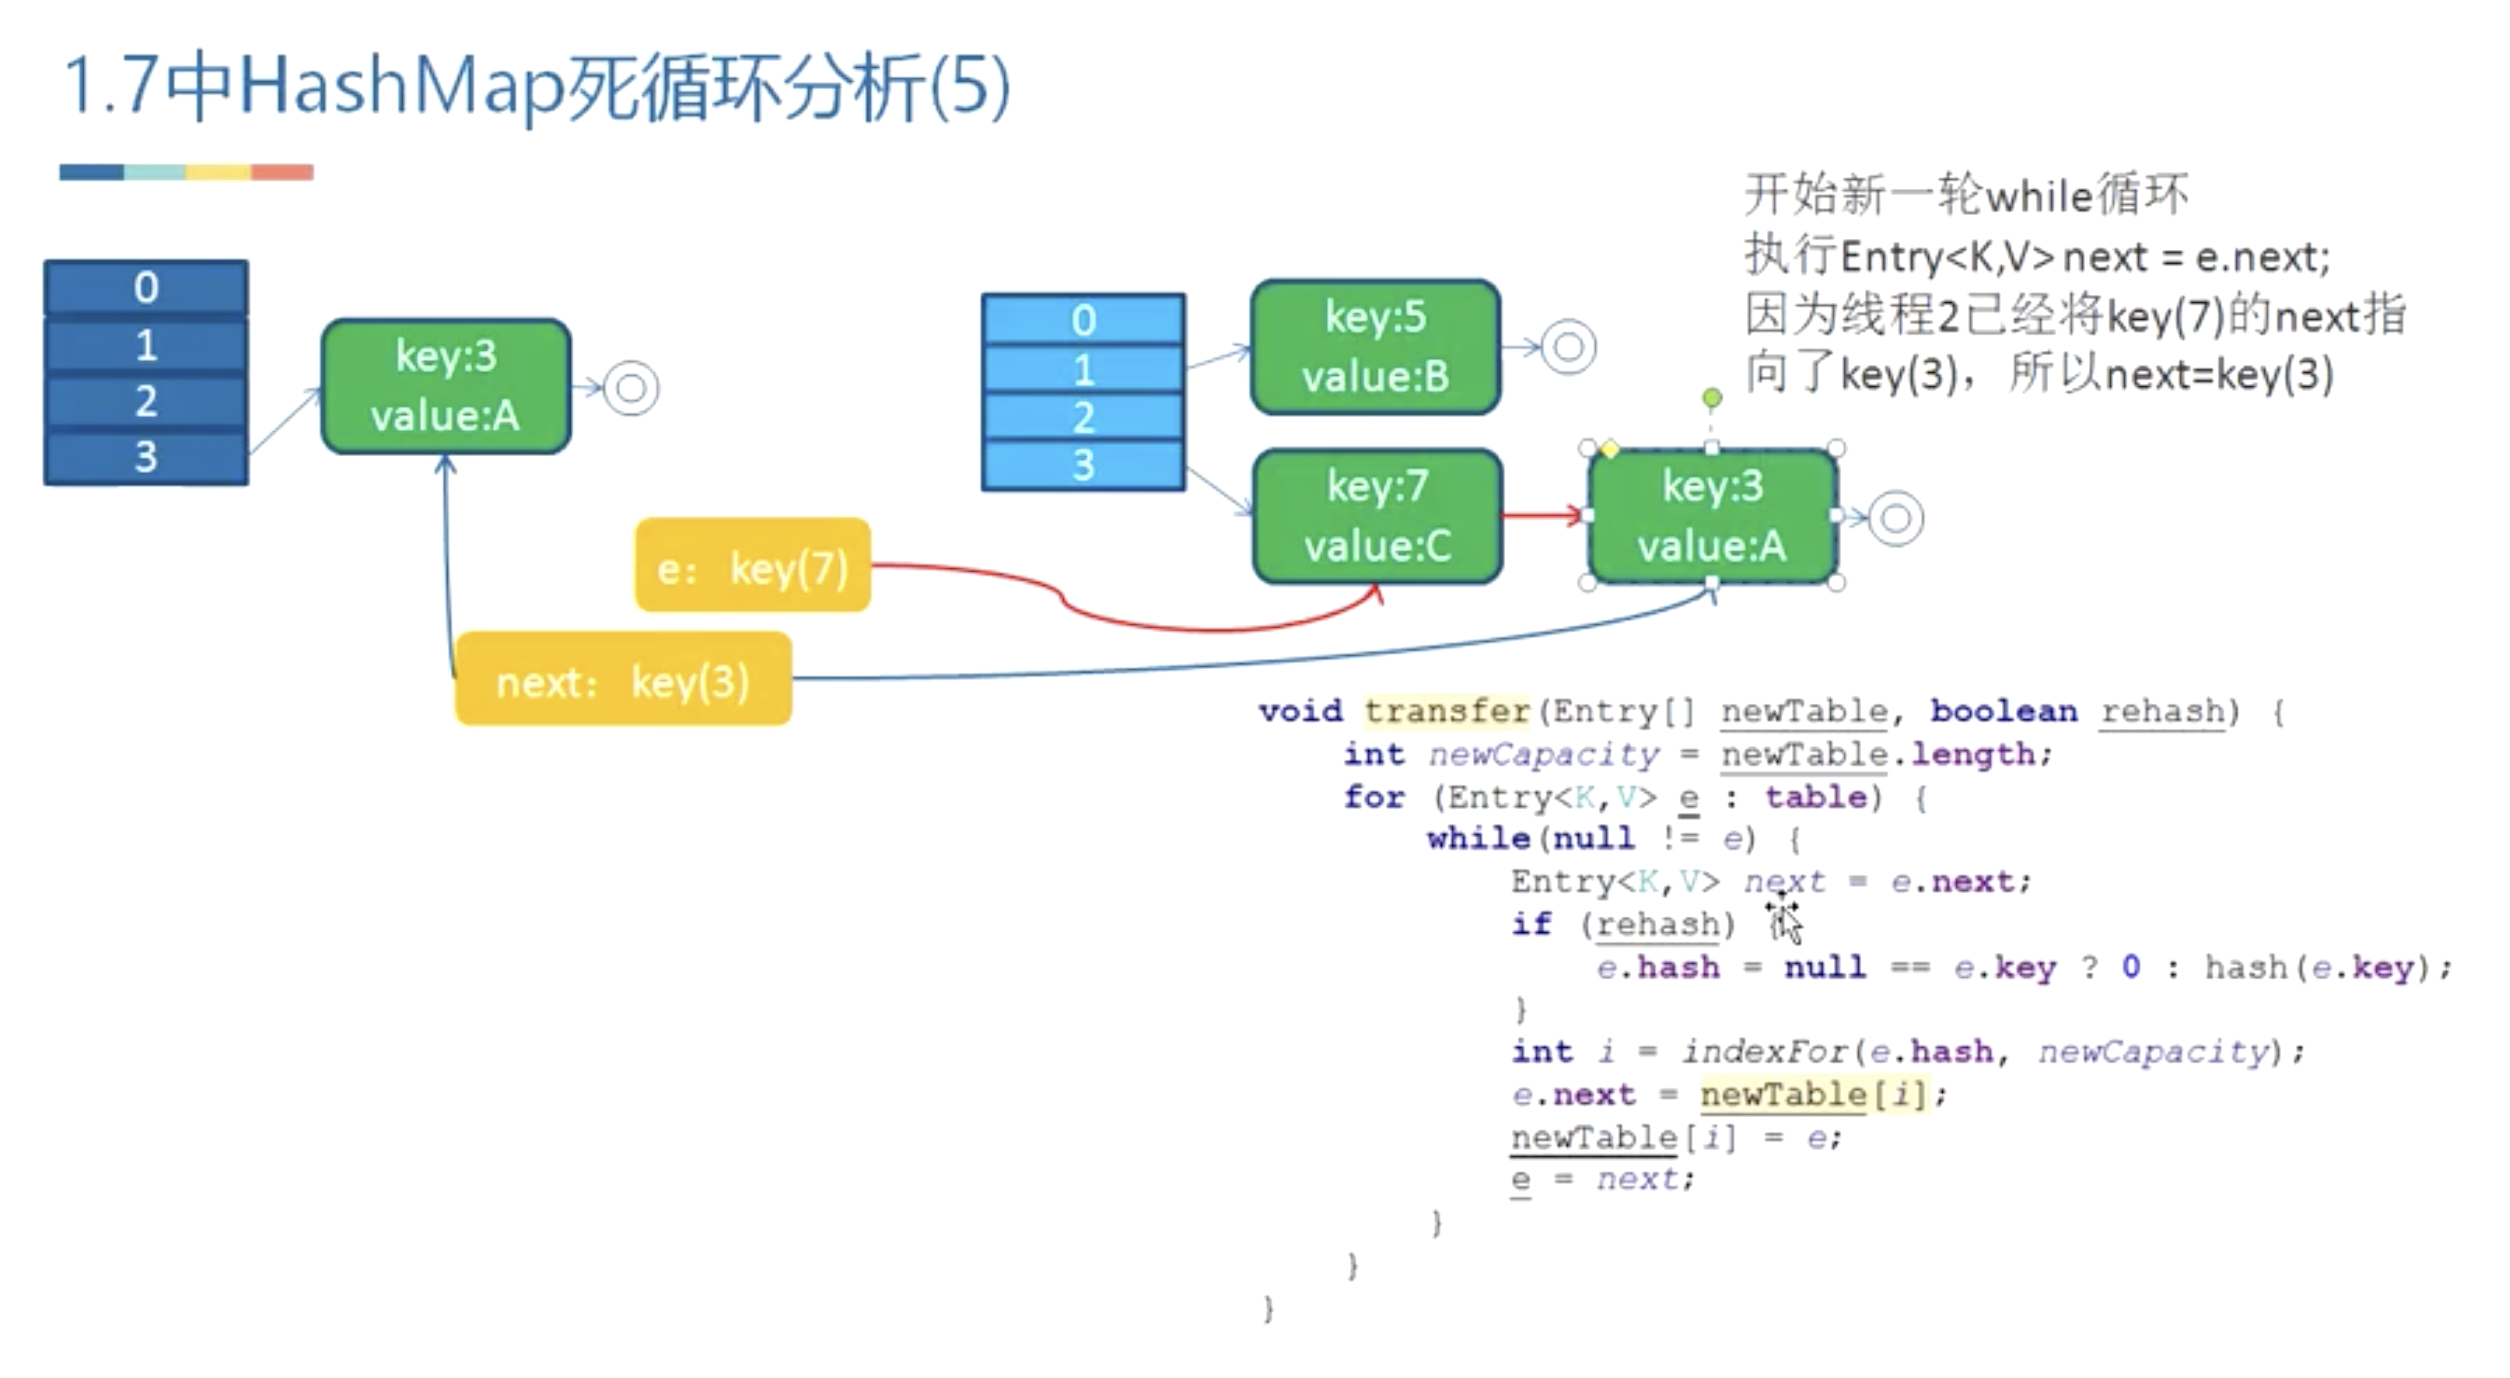 1.7中HashMap死循环分析(5)
开始新一轮while循环
执行Entry<K,V> next = e.next;
因为线程2已经将key(7)的next指
向了key(3)，所以next=key(3)
0
1
2
3
key:3
value:A
0
1
2
3
key:5
value:B
key:7
value:C
key:3
value:A
e: key(7)
next: key(3)
void transfer(Entry[] newTable, boolean rehash) {
int newCapacity = newTable.length;
for (Entry<K,V> e : table) {
while(null != e) {
Entry<K,V> next = e.next;
if (rehash) {
e.hash = null == e.key ? 0 : hash(e.key);
}
int i = indexFor(e.hash, newCapacity);
e.next = newTable[i];
newTable[i] = e;
e = next;
}
}
}